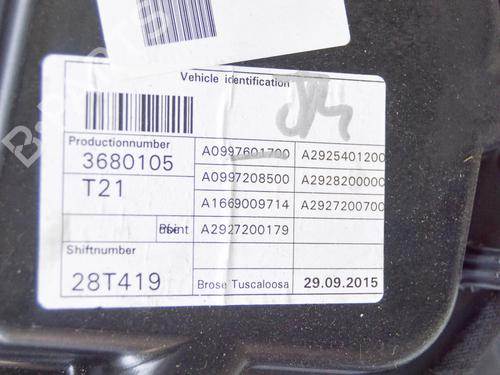 Vehicle identification
Productionnumber
3680105
T21
Shiftnumber
28T419
A0997601700 A2925401200
A0997208500 A2928200000
A1669009714 A2927200700
A2927200179
Brose Tuscaloosa 29.09.2015